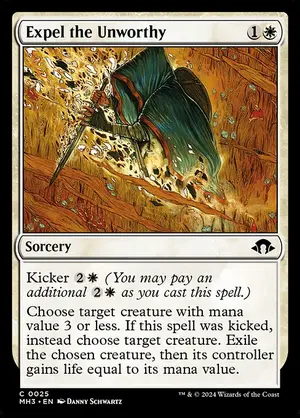 Expel the Unworthy 1
Sorcery
Kicker 2 (You may pay an
additional 2 as you cast this spell.)
Choose target creature with mana
value 3 or less. If this spell was kicked,
instead choose target creature. Exile
the chosen creature, then its controller
gains life equal to its mana value.
C 0025
MH3 • EN DANNY SCHWARTZ
™ & © 2024 Wizards of the Coast